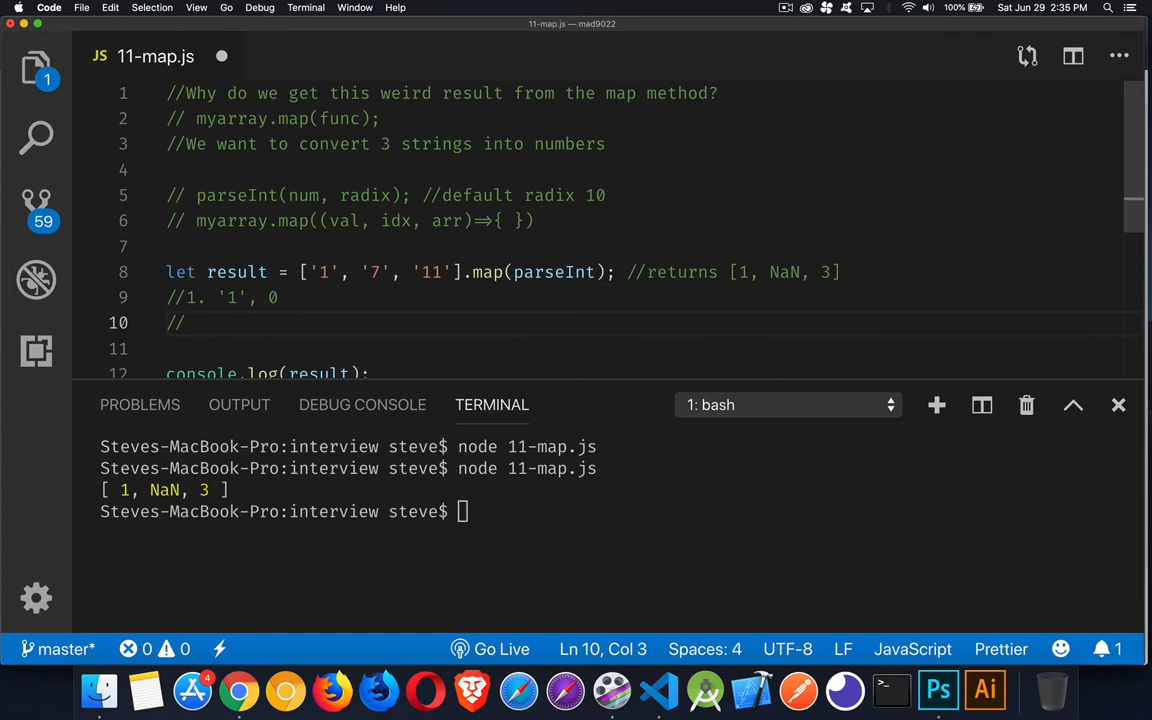 Code File Edit Selection View Go Debug Terminal Window Help 100% Sat Jun 29 2:35 PM
11-map.js — mad9022
JS 11-map.js
1
59
1 //Why do we get this weird result from the map method?
2 // myarray.map(func);
3 //We want to convert 3 strings into numbers
4
5 // parseInt(num, radix); //default radix 10
6 // myarray.map((val, idx, arr)=>{ })
7
8 let result = ['1', '7', '11'].map(parseInt); //returns [1, NaN, 3]
9 //1. '1', 0
10 //
11
12 console.log(result);
PROBLEMS OUTPUT DEBUG CONSOLE TERMINAL 1: bash
Steves-MacBook-Pro:interview steve$ node 11-map.js
Steves-MacBook-Pro:interview steve$ node 11-map.js
[ 1, NaN, 3 ]
Steves-MacBook-Pro:interview steve$
master* 0 0 Go Live Ln 10, Col 3 Spaces: 4 UTF-8 LF JavaScript Prettier 1
4
>_ Ps Ai